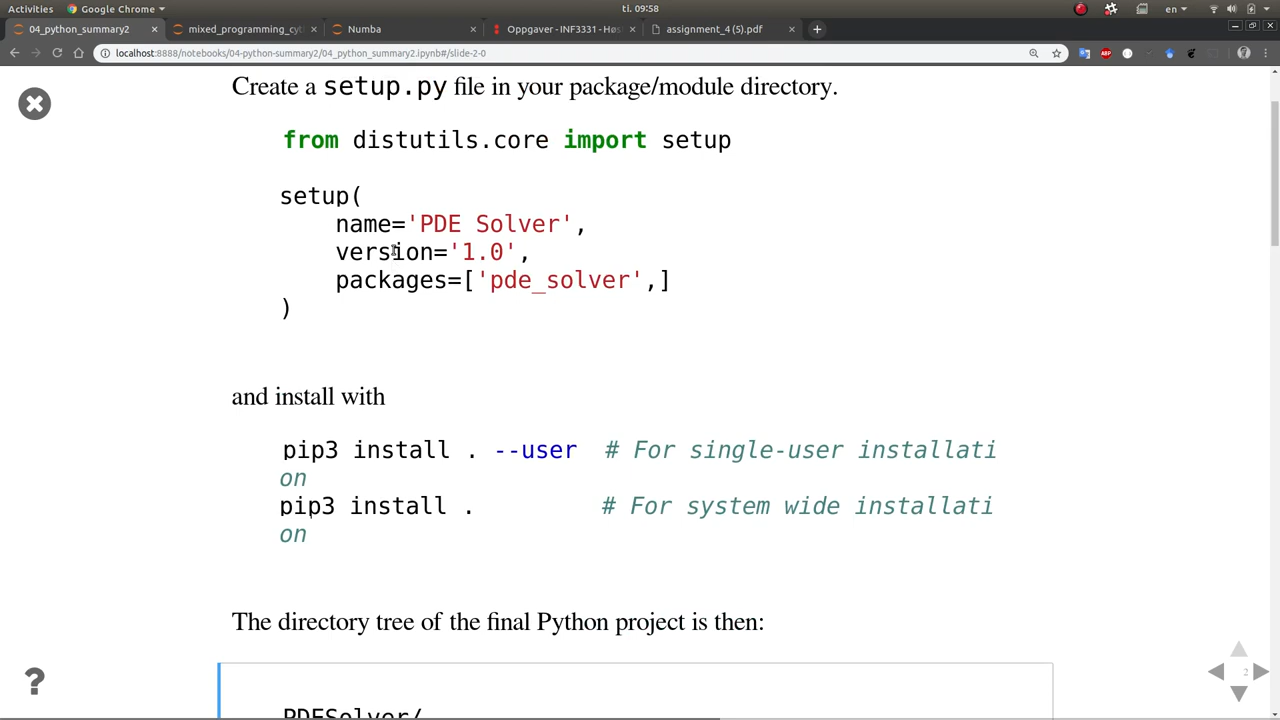 Directories Google Chrome ti. 09:58 en
04_python_summary2 × mixed_programming_cyt × Numba × Oppgaver - INF3331 - Høs × assignment_4 (5).pdf ×
localhost:8888/notebooks/04-python-summary2/04_python_summary2.ipynb#/slide-2-0
Create a setup.py file in your package/module directory.
from distutils.core import setup
setup(
name='PDE Solver',
version='1.0',
packages=['pde_solver',]
)
and install with
pip3 install . --user # For single-user installati
on
pip3 install . # For system wide installati
on
The directory tree of the final Python project is then:
PDESolver/
?
2